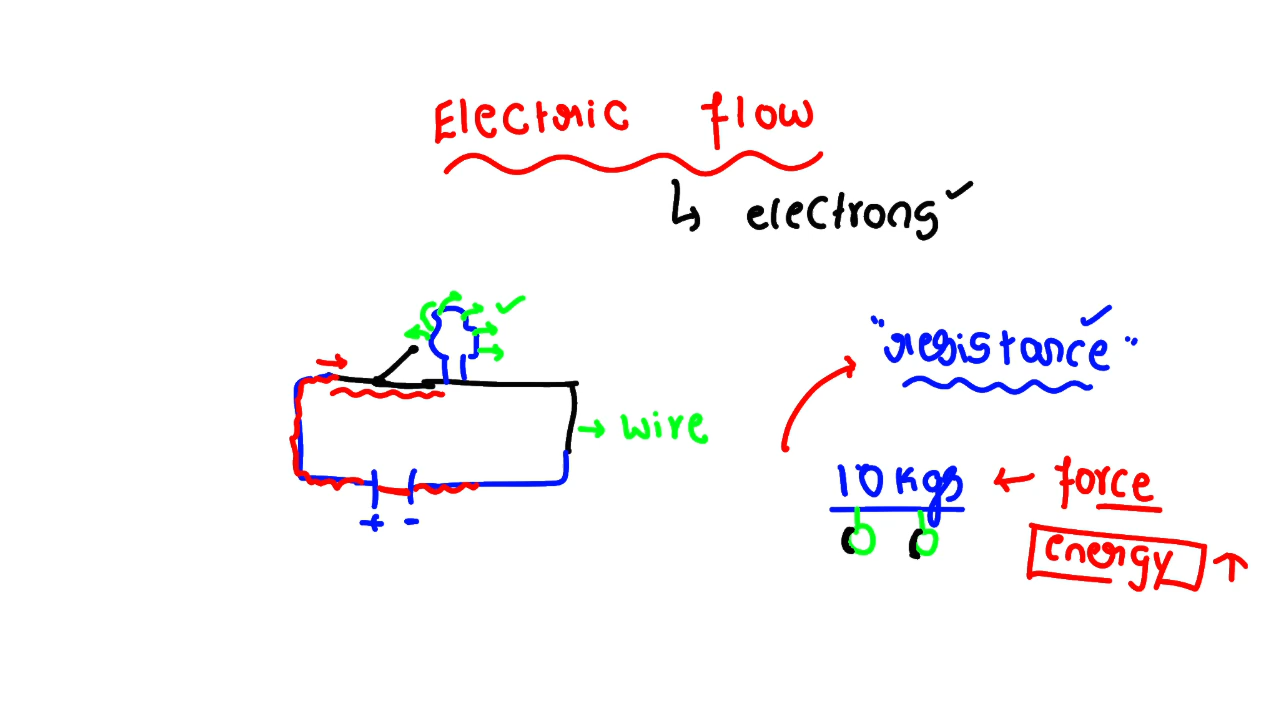 Electric flow
↳ electrons ✓
"resistance" ✓
→ wire
10 kgs ← force
energy ↑
+ -